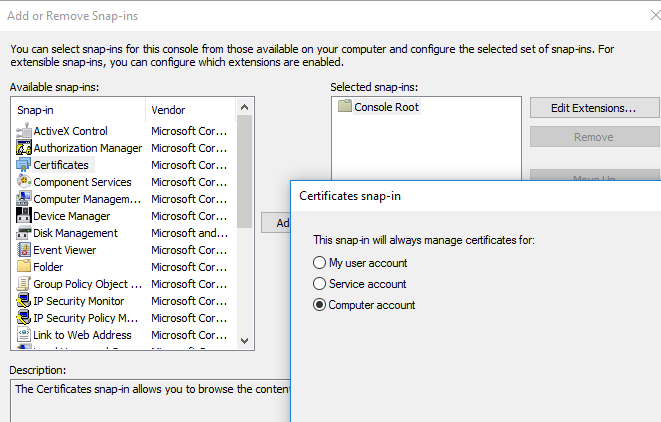 Add or Remove Snap-ins
You can select snap-ins for this console from those available on your computer and configure the selected set of snap-ins. For
extensible snap-ins, you can configure which extensions are enabled.
Available snap-ins:
Selected snap-ins:
Snap-in Vendor
ActiveX Control Microsoft Cor...
Authorization Manager Microsoft Cor...
Certificates Microsoft Cor...
Component Services Microsoft Cor...
Computer Managem... Microsoft Cor...
Device Manager Microsoft Cor...
Disk Management Microsoft and...
Event Viewer Microsoft Cor...
Folder Microsoft Cor...
Group Policy Object ... Microsoft Cor...
IP Security Monitor Microsoft Cor...
IP Security Policy M... Microsoft Cor...
Link to Web Address Microsoft Cor...
Console Root
Edit Extensions...
Remove
Move Up
Ad
Description:
The Certificates snap-in allows you to browse the conten
Certificates snap-in
This snap-in will always manage certificates for:
My user account
Service account
Computer account